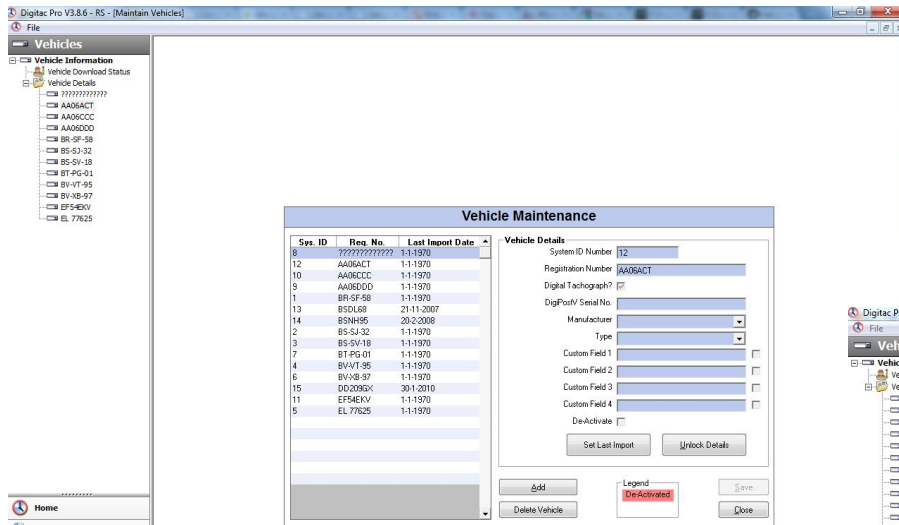 Digitac Pro V3.8.6 - RS - [Maintain Vehicles]
File
Vehicles
Vehicle Information
Vehicle Download Status
Vehicle Details
?????????????
AA06ACT
AA06CCC
AA06DDD
BR-SF-58
BS-SJ-32
BS-SV-18
BT-PG-01
BV-VT-95
BV-XB-97
EF54EKV
EL 77625
Home
Vehicle Maintenance
Sys. ID Reg. No. Last Import Date
8 ????????????? 1-1-1970
12 AA06ACT 1-1-1970
10 AA06CCC 1-1-1970
9 AA06DDD 1-1-1970
1 BR-SF-58 1-1-1970
13 BSDL68 21-11-2007
14 BSNH95 20-2-2008
2 BS-SJ-32 1-1-1970
3 BS-SV-18 1-1-1970
7 BT-PG-01 1-1-1970
4 BV-VT-95 1-1-1970
6 BV-XB-97 1-1-1970
15 DD209GX 30-1-2010
11 EF54EKV 1-1-1970
5 EL 77625 1-1-1970
Vehicle Details
System ID Number 12
Registration Number AA06ACT
Digital Tachograph?
DigiPostV Serial No.
Manufacturer
Type
Custom Field 1
Custom Field 2
Custom Field 3
Custom Field 4
De-Activate
Set Last Import Unlock Details
Add
Delete Vehicle
Legend
De-Activated
Save
Close
Digitac P
File
Veh
Vehic
Ve
Ve